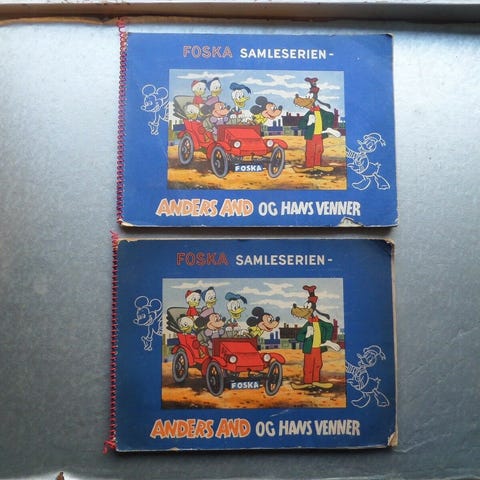 FOSKA SAMLESERIEN-
FOSKA-
ANDERS AND OG HANS VENNER
FOSKA SAMLESERIEN-
FOSKA-
ANDERS AND OG HANS VENNER